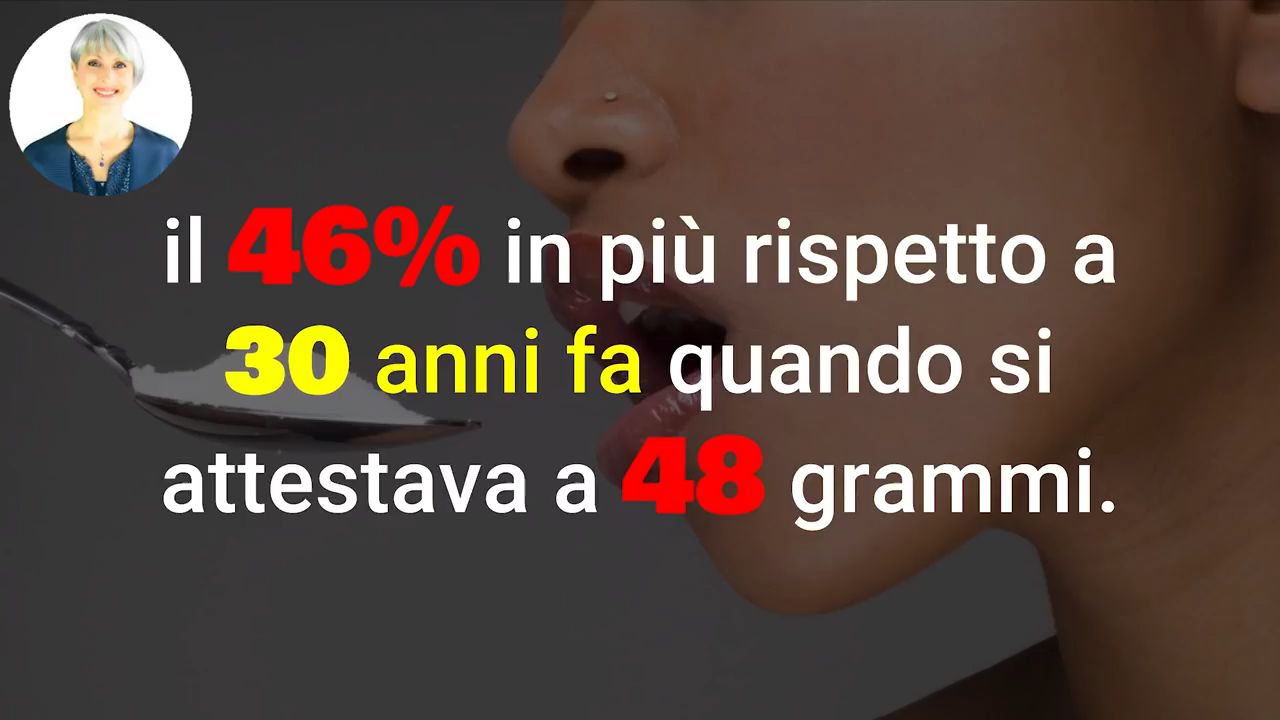 il 46% in più rispetto a
30 anni fa quando si
attestava a 48 grammi.